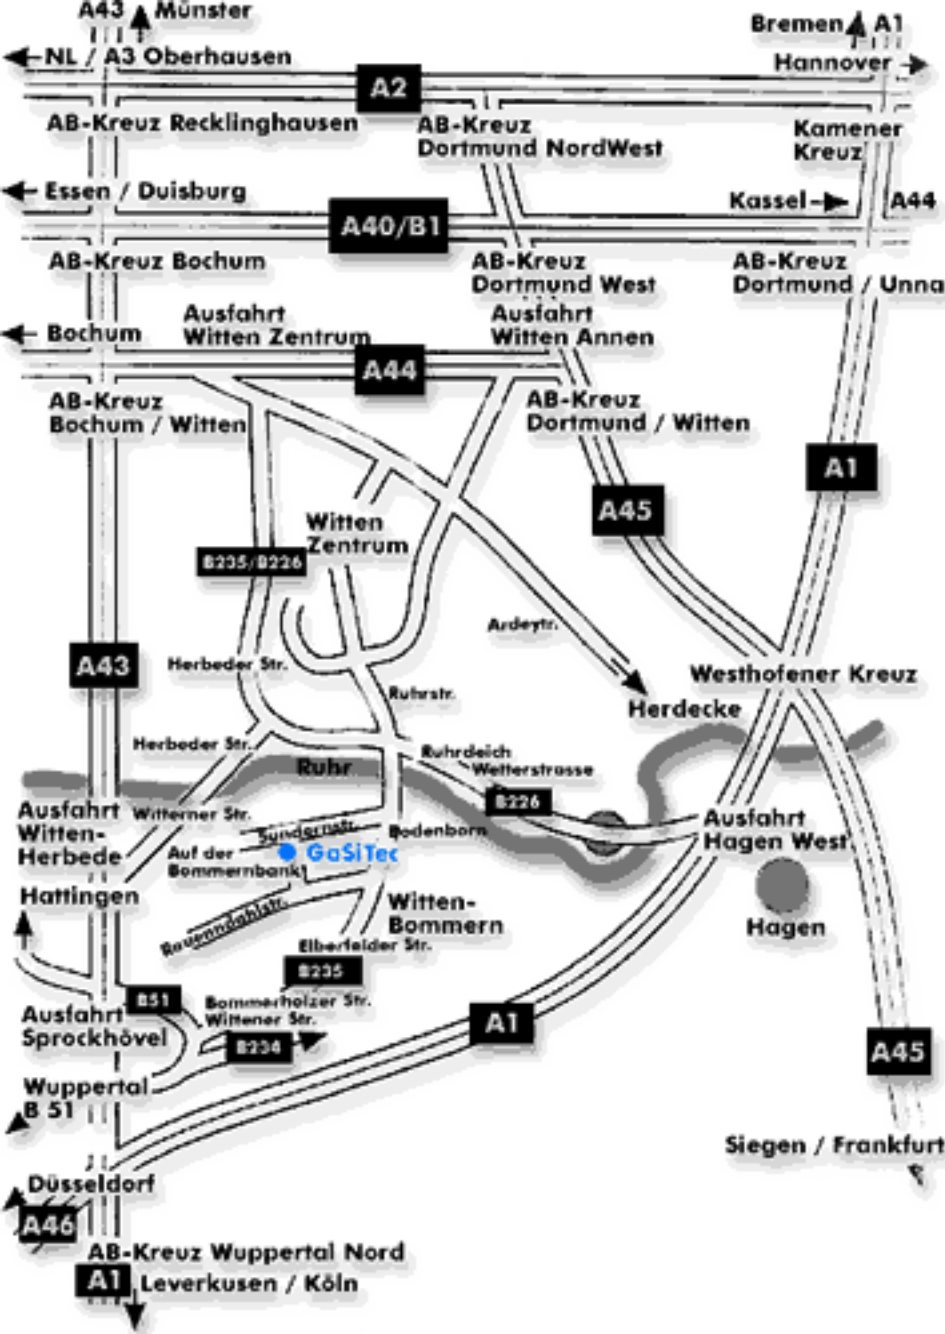 A43 Münster
Bremen A1
NL / A3 Oberhausen
Hannover
A2
AB-Kreuz Recklinghausen
AB-Kreuz
Dortmund NordWest
Kamener
Kreuz
Essen / Duisburg
Kassel
A44
A40/B1
AB-Kreuz Bochum
AB-Kreuz
Dortmund West
AB-Kreuz
Dortmund / Unna
Ausfahrt
Witten Zentrum
Ausfahrt
Witten Annen
Bochum
A44
AB-Kreuz
Bochum / Witten
AB-Kreuz
Dortmund / Witten
A1
A45
Witten
Zentrum
B235/B226
Ardeytr.
A43
Herbeder Str.
Westhofener Kreuz
Ruhrstr.
Herdecke
Herbeder Str.
Ruhrdeich
Wetterstrasse
Ruhr
B226
Ausfahrt
Witten-
Herbede
Witterner Str.
Sundernstr.
Bodenborn
Ausfahrt
Hagen West
Auf der
Bommernbank
GaSiTec
Hattingen
Witten-
Bommern
Hagen
Rauenndahlstr.
Elberfelder Str.
B235
B51
Bommerholzer Str.
Wittener Str.
Ausfahrt
Sprockhövel
B234
A1
A45
Wuppertal
B 51
Siegen / Frankfurt
Düsseldorf
A46
AB-Kreuz Wuppertal Nord
A1
Leverkusen / Köln